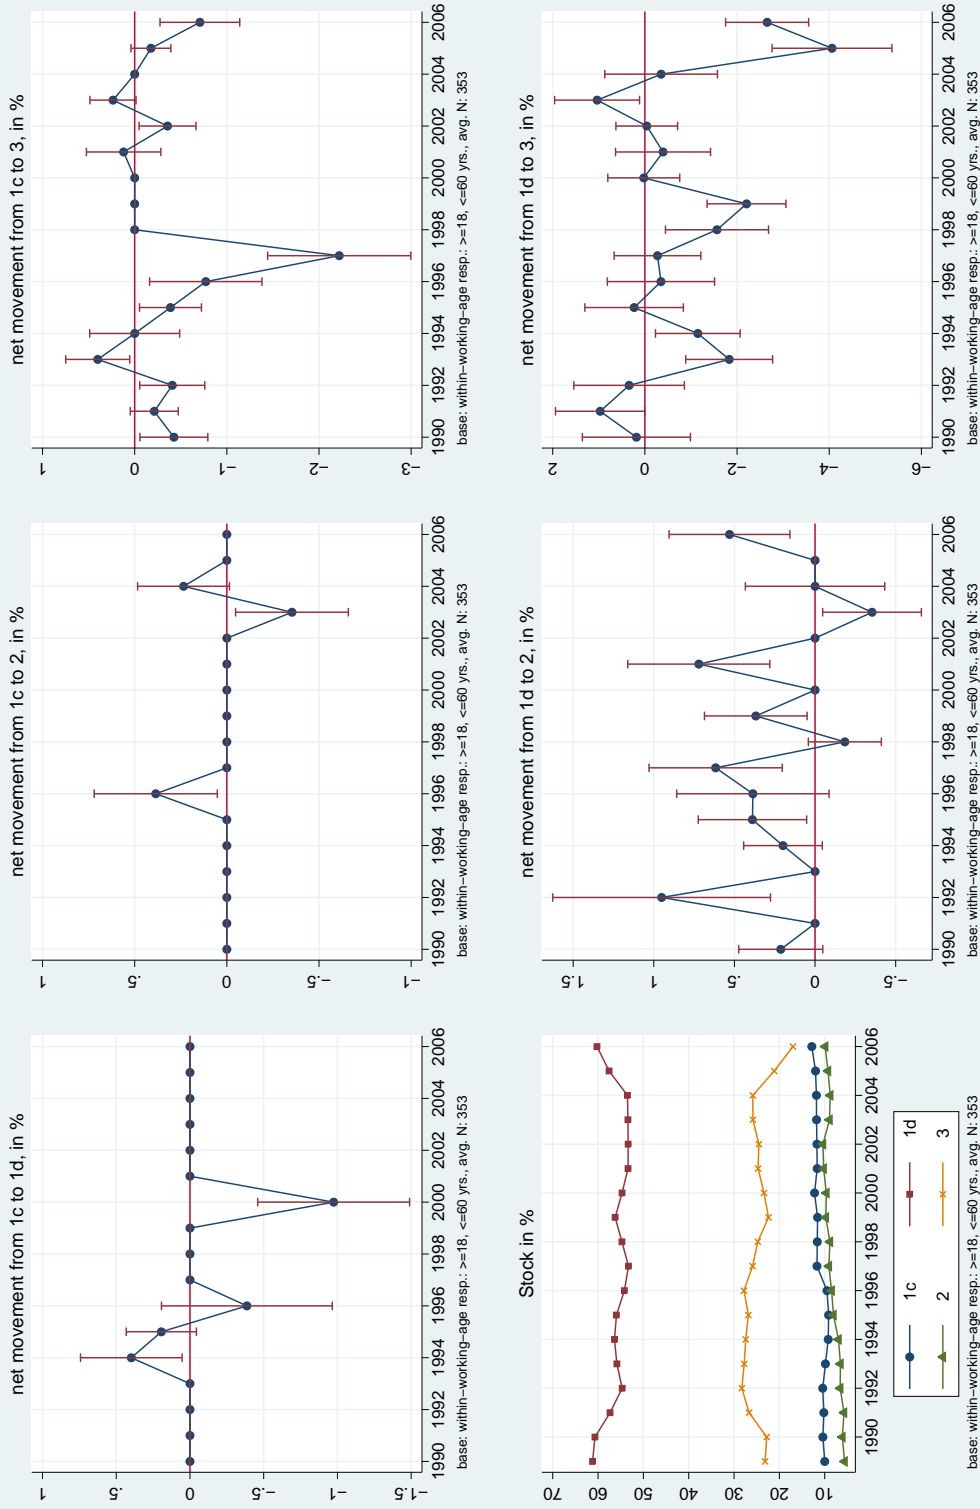 net movement from 1c to 1d, in %
1
.5
0
−.5
−1
−1.5
1990 1992 1994 1996 1998 2000 2002 2004 2006
base: within−working−age resp.: >=18, <=60 yrs., avg. N: 353
net movement from 1c to 2, in %
1
.5
0
−.5
−1
1990 1992 1994 1996 1998 2000 2002 2004 2006
base: within−working−age resp.: >=18, <=60 yrs., avg. N: 353
net movement from 1c to 3, in %
1
0
−1
−2
−3
1990 1992 1994 1996 1998 2000 2002 2004 2006
base: within−working−age resp.: >=18, <=60 yrs., avg. N: 353
Stock in %
70
60
50
40
30
20
10
1990 1992 1994 1996 1998 2000 2002 2004 2006
1c 1d
2 3
base: within−working−age resp.: >=18, <=60 yrs., avg. N: 353
net movement from 1d to 2, in %
1.5
1
.5
0
−.5
1990 1992 1994 1996 1998 2000 2002 2004 2006
base: within−working−age resp.: >=18, <=60 yrs., avg. N: 353
net movement from 1d to 3, in %
2
0
−2
−4
−6
1990 1992 1994 1996 1998 2000 2002 2004 2006
base: within−working−age resp.: >=18, <=60 yrs., avg. N: 353